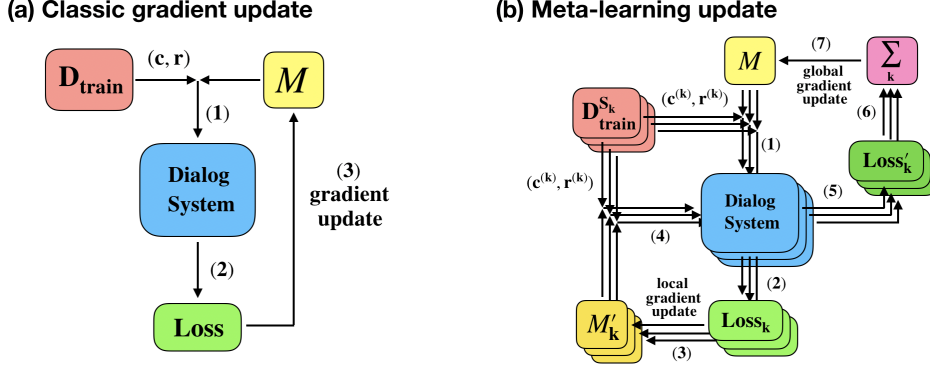 (a) Classic gradient update
(c, r)
D_train
M
(1)
Dialog
System
(3)
gradient
update
(2)
Loss
(b) Meta-learning update
M
(7)
global
gradient
update
Σ
k
D^{S_k}_train
(c^(k), r^(k))
(1)
(6)
Loss′_k
(c^(k), r^(k))
Dialog
System
(5)
(4)
(2)
M′_k
local
gradient
update
Loss_k
(3)